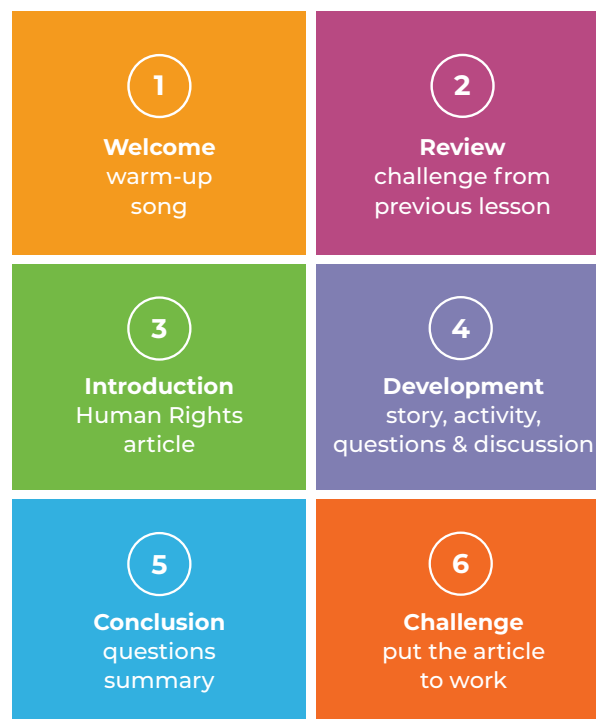 1
Welcome
warm-up
song
2
Review
challenge from
previous lesson
3
Introduction
Human Rights
article
4
Development
story, activity,
questions & discussion
5
Conclusion
questions
summary
6
Challenge
put the article
to work